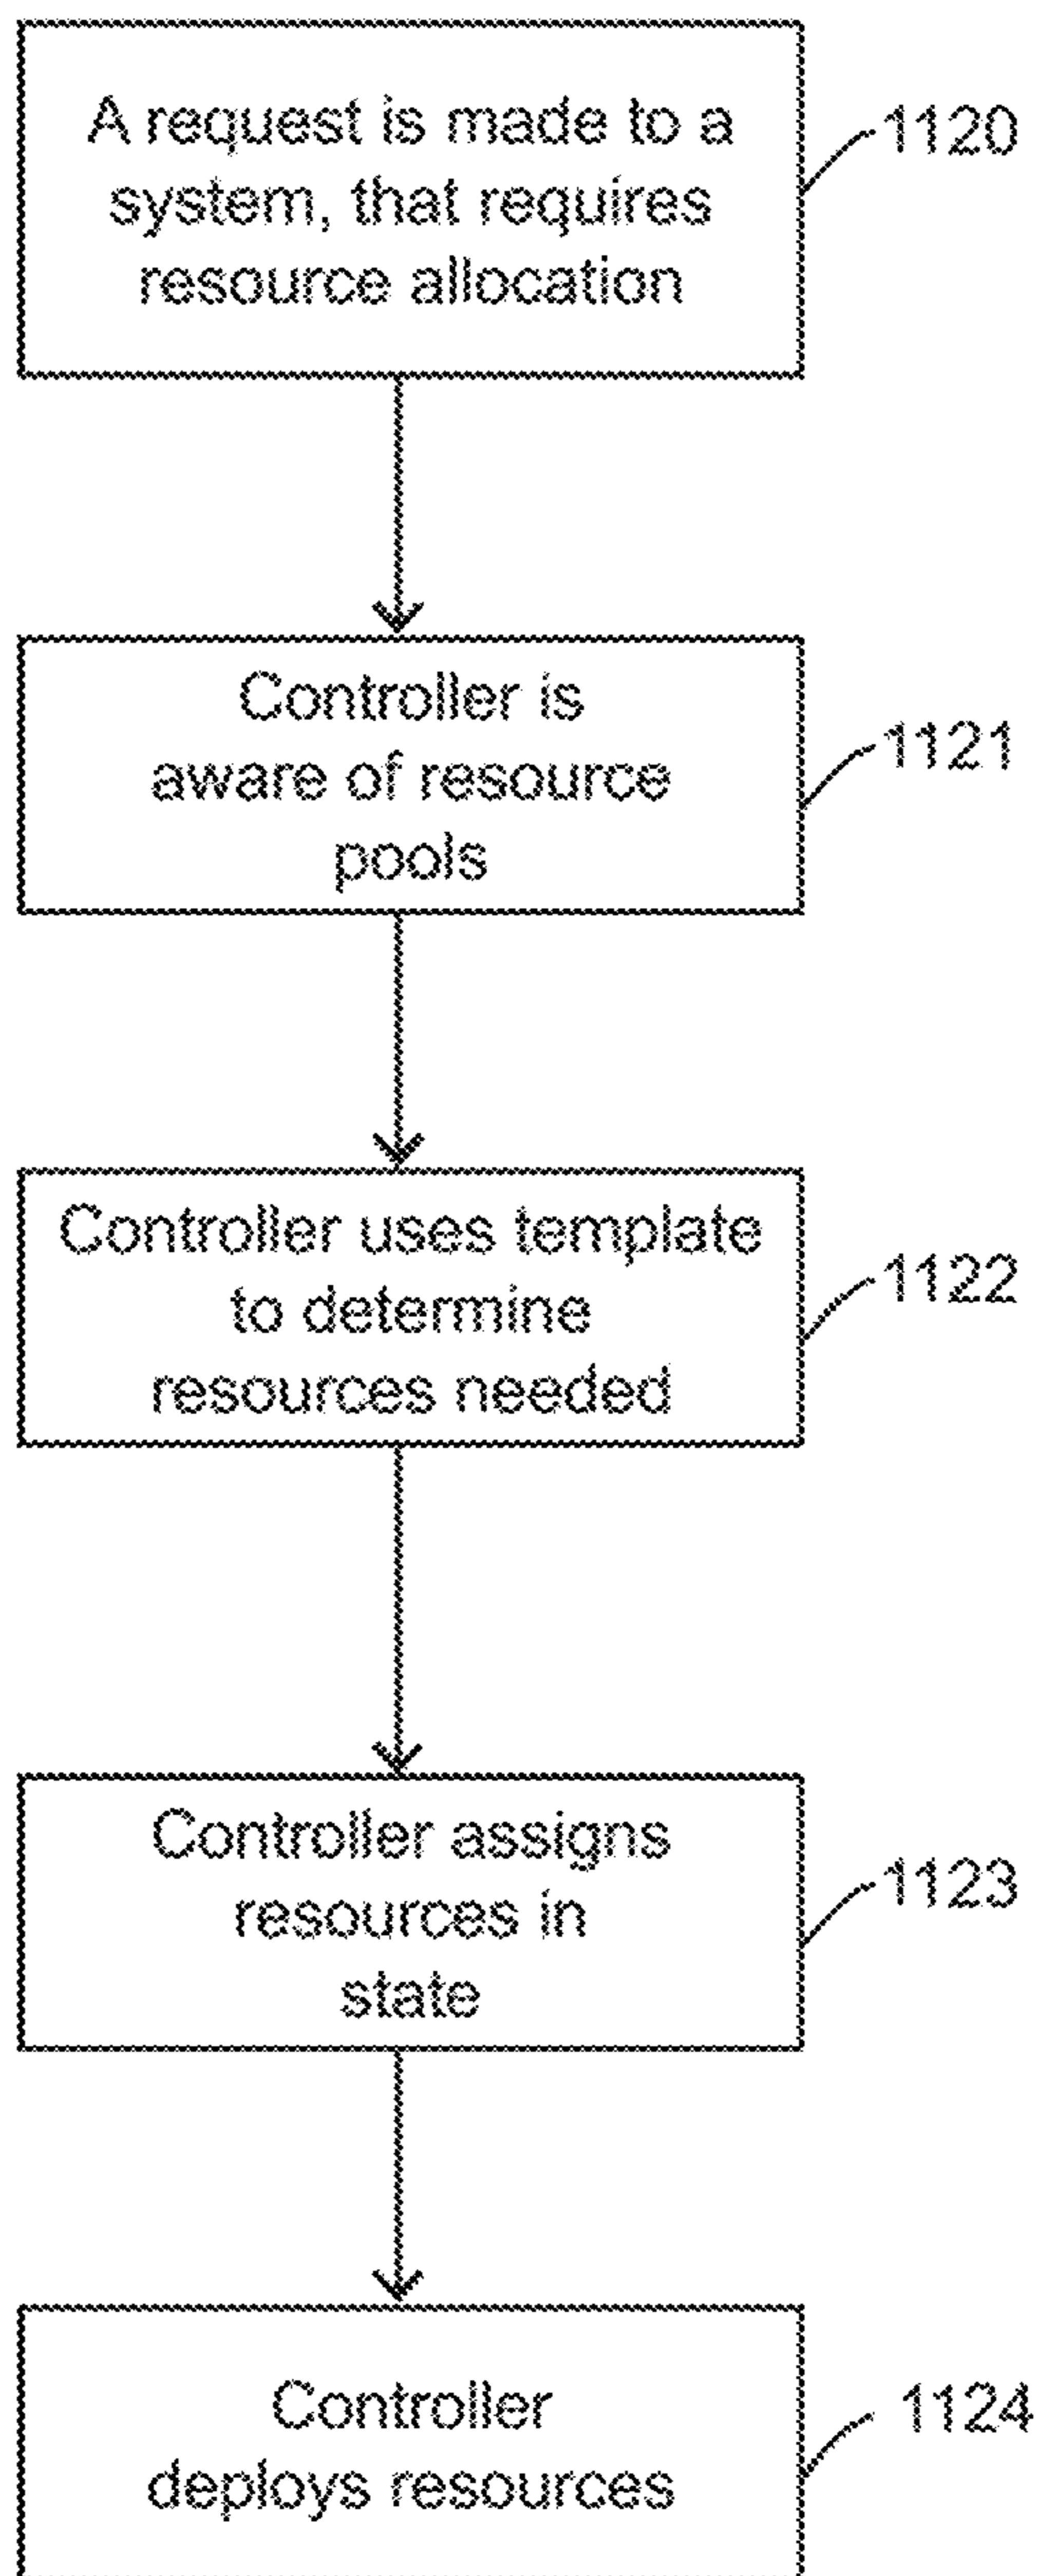 A request is made to a
system, that requires
resource allocation
1120
Controller is
aware of resource
pools
1121
Controller uses template
to determine
resources needed
1122
Controller assigns
resources in
state
1123
Controller
deploys resources
1124